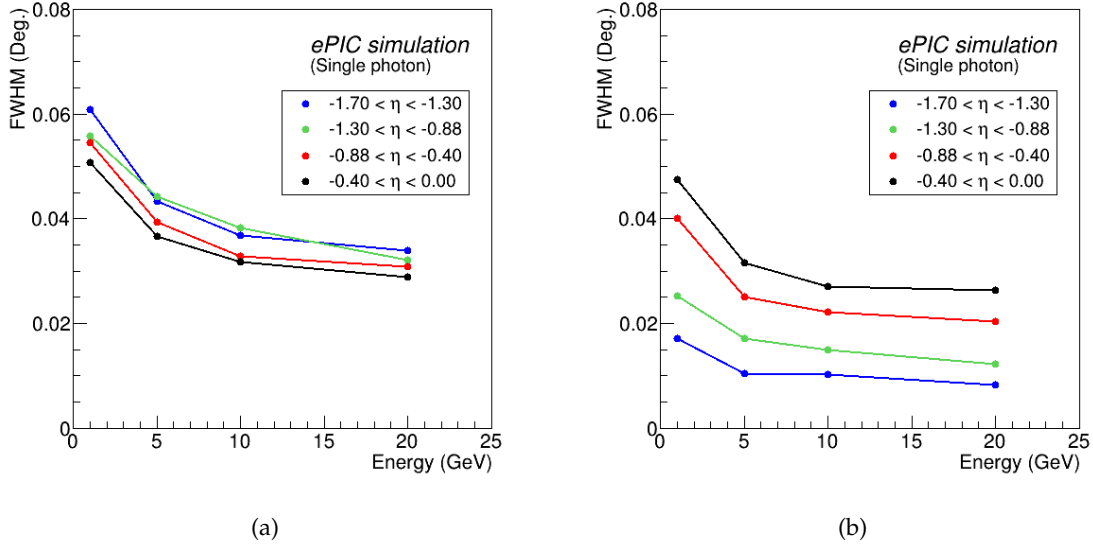 0.08
0.06
0.04
0.02
0
FWHM (Deg.)
ePIC simulation
(Single photon)
-1.70 < η < -1.30
-1.30 < η < -0.88
-0.88 < η < -0.40
-0.40 < η < 0.00
0 5 10 15 20 25
Energy (GeV)
(a)
0.08
0.06
0.04
0.02
0
FWHM (Deg.)
ePIC simulation
(Single photon)
-1.70 < η < -1.30
-1.30 < η < -0.88
-0.88 < η < -0.40
-0.40 < η < 0.00
0 5 10 15 20 25
Energy (GeV)
(b)